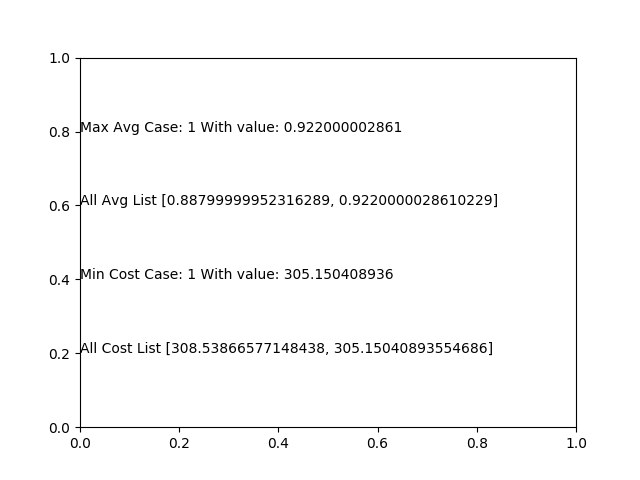 1.0
Max Avg Case: 1 With value: 0.922000002861
0.8
All Avg List [0.88799999952316289, 0.9220000028610229]
0.6
Min Cost Case: 1 With value: 305.150408936
0.4
All Cost List [308.53866577148438, 305.15040893554686]
0.2
0.0
0.0 0.2 0.4 0.6 0.8 1.0